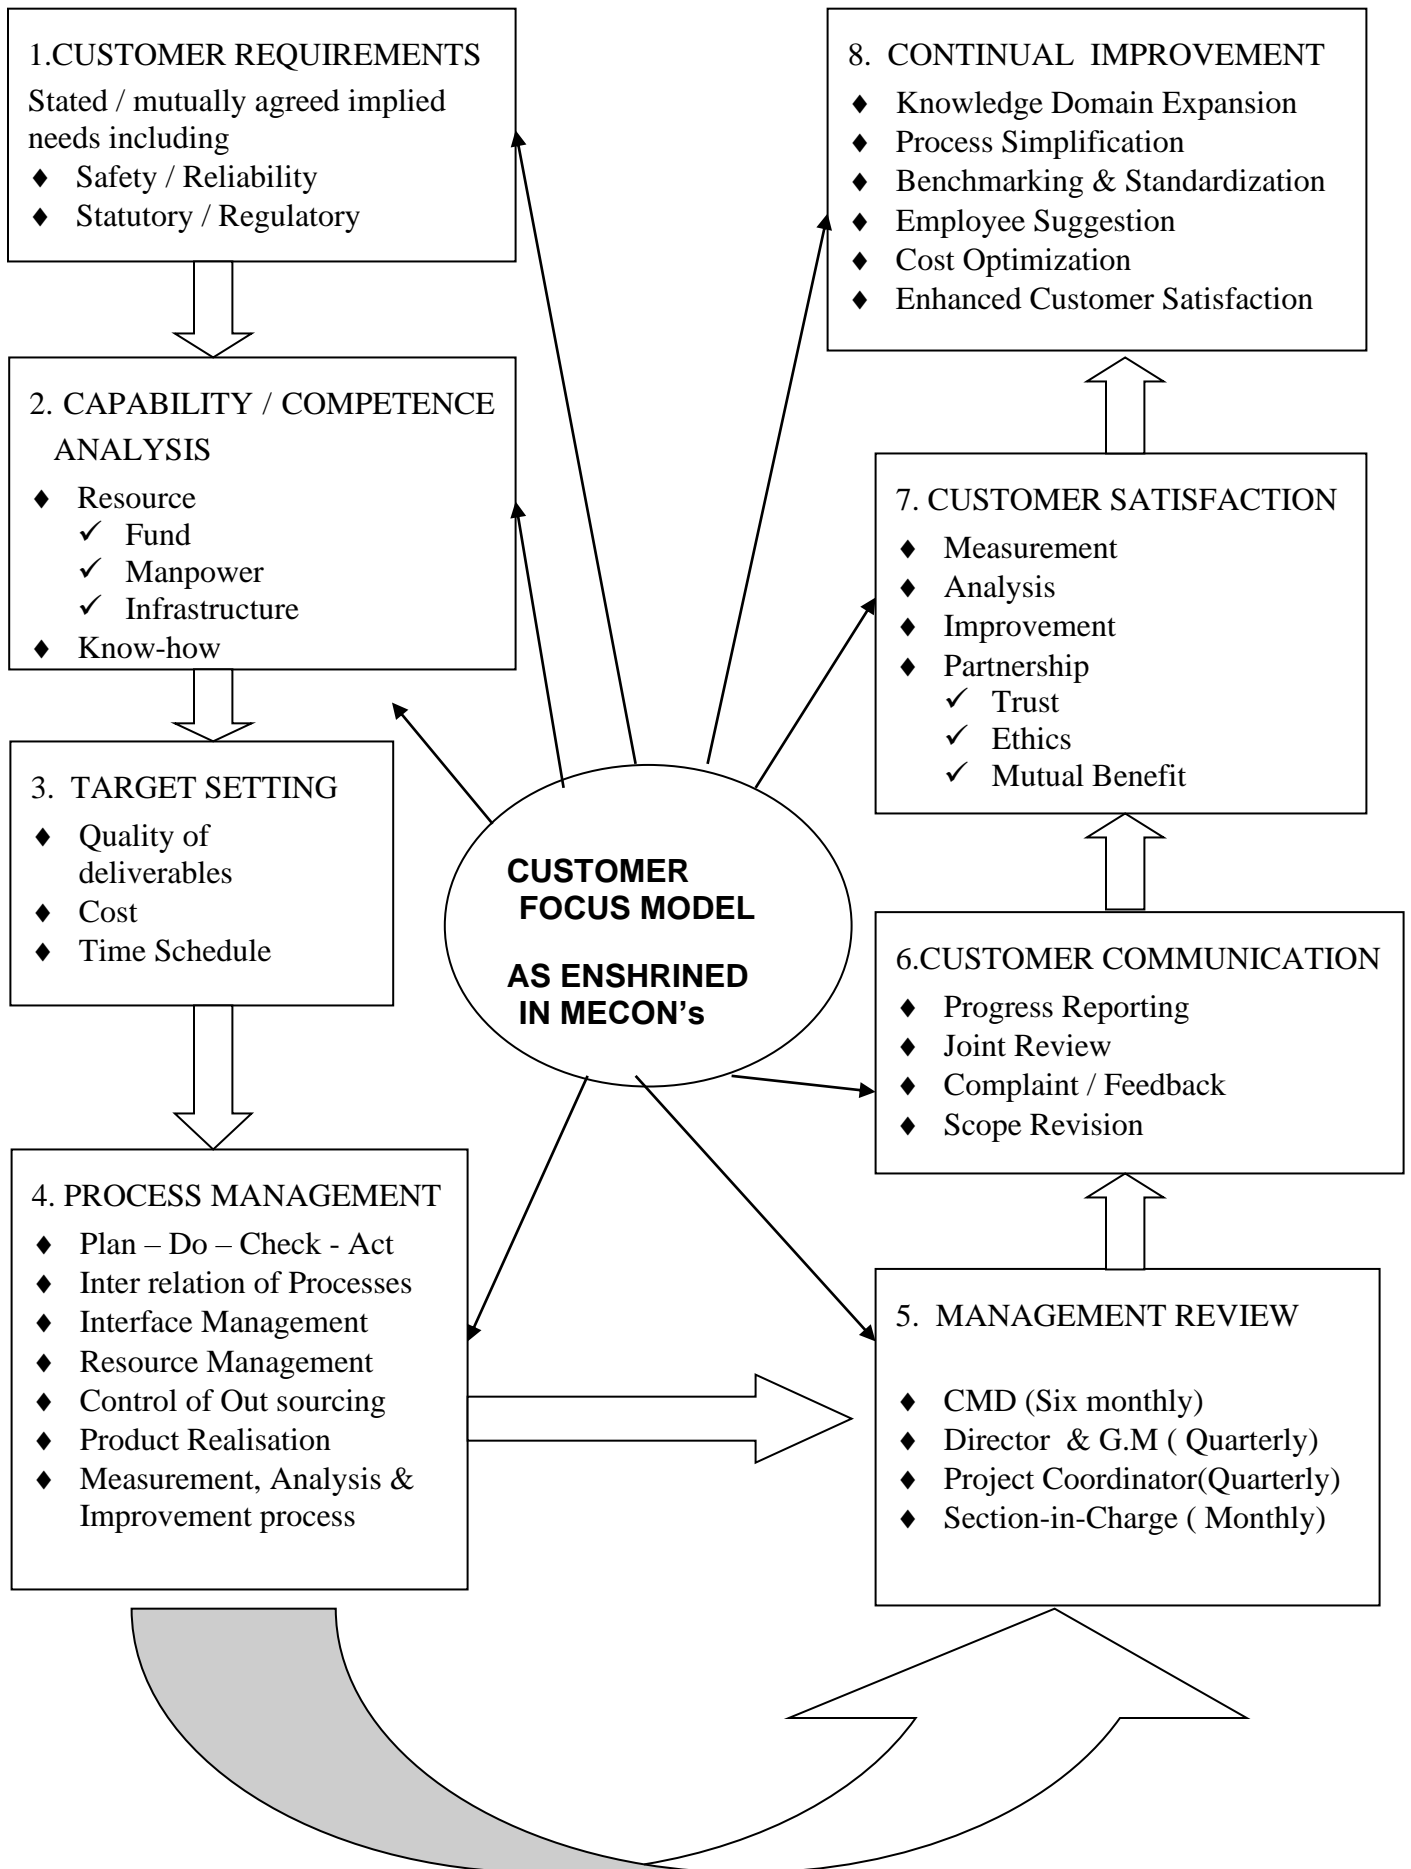 1.CUSTOMER REQUIREMENTS
Stated / mutually agreed implied
needs including
♦ Safety / Reliability
♦ Statutory / Regulatory
2. CAPABILITY / COMPETENCE
ANALYSIS
♦ Resource
✓ Fund
✓ Manpower
✓ Infrastructure
♦ Know-how
3. TARGET SETTING
♦ Quality of
deliverables
♦ Cost
♦ Time Schedule
4. PROCESS MANAGEMENT
♦ Plan – Do – Check - Act
♦ Inter relation of Processes
♦ Interface Management
♦ Resource Management
♦ Control of Out sourcing
♦ Product Realisation
♦ Measurement, Analysis &
Improvement process
CUSTOMER
FOCUS MODEL
AS ENSHRINED
IN MECON's
5. MANAGEMENT REVIEW
♦ CMD (Six monthly)
♦ Director & G.M ( Quarterly)
♦ Project Coordinator(Quarterly)
♦ Section-in-Charge ( Monthly)
6.CUSTOMER COMMUNICATION
♦ Progress Reporting
♦ Joint Review
♦ Complaint / Feedback
♦ Scope Revision
7. CUSTOMER SATISFACTION
♦ Measurement
♦ Analysis
♦ Improvement
♦ Partnership
✓ Trust
✓ Ethics
✓ Mutual Benefit
8. CONTINUAL IMPROVEMENT
♦ Knowledge Domain Expansion
♦ Process Simplification
♦ Benchmarking & Standardization
♦ Employee Suggestion
♦ Cost Optimization
♦ Enhanced Customer Satisfaction